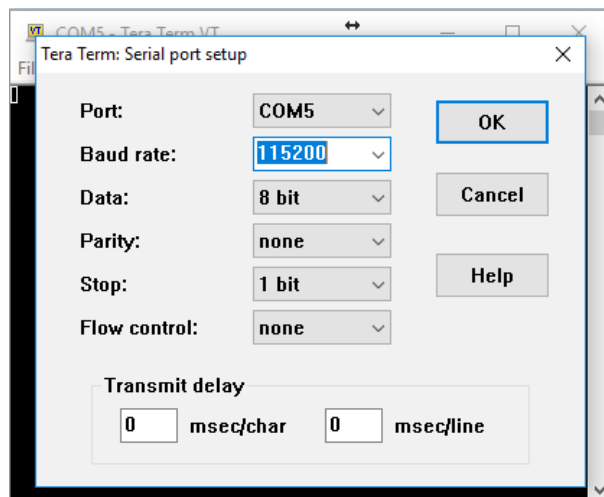 VT COM5 - Tera Term VT
Tera Term: Serial port setup
Fil
Port: COM5 OK
Baud rate: 115200
Data: 8 bit Cancel
Parity: none
Stop: 1 bit Help
Flow control: none
Transmit delay
0 msec/char 0 msec/line